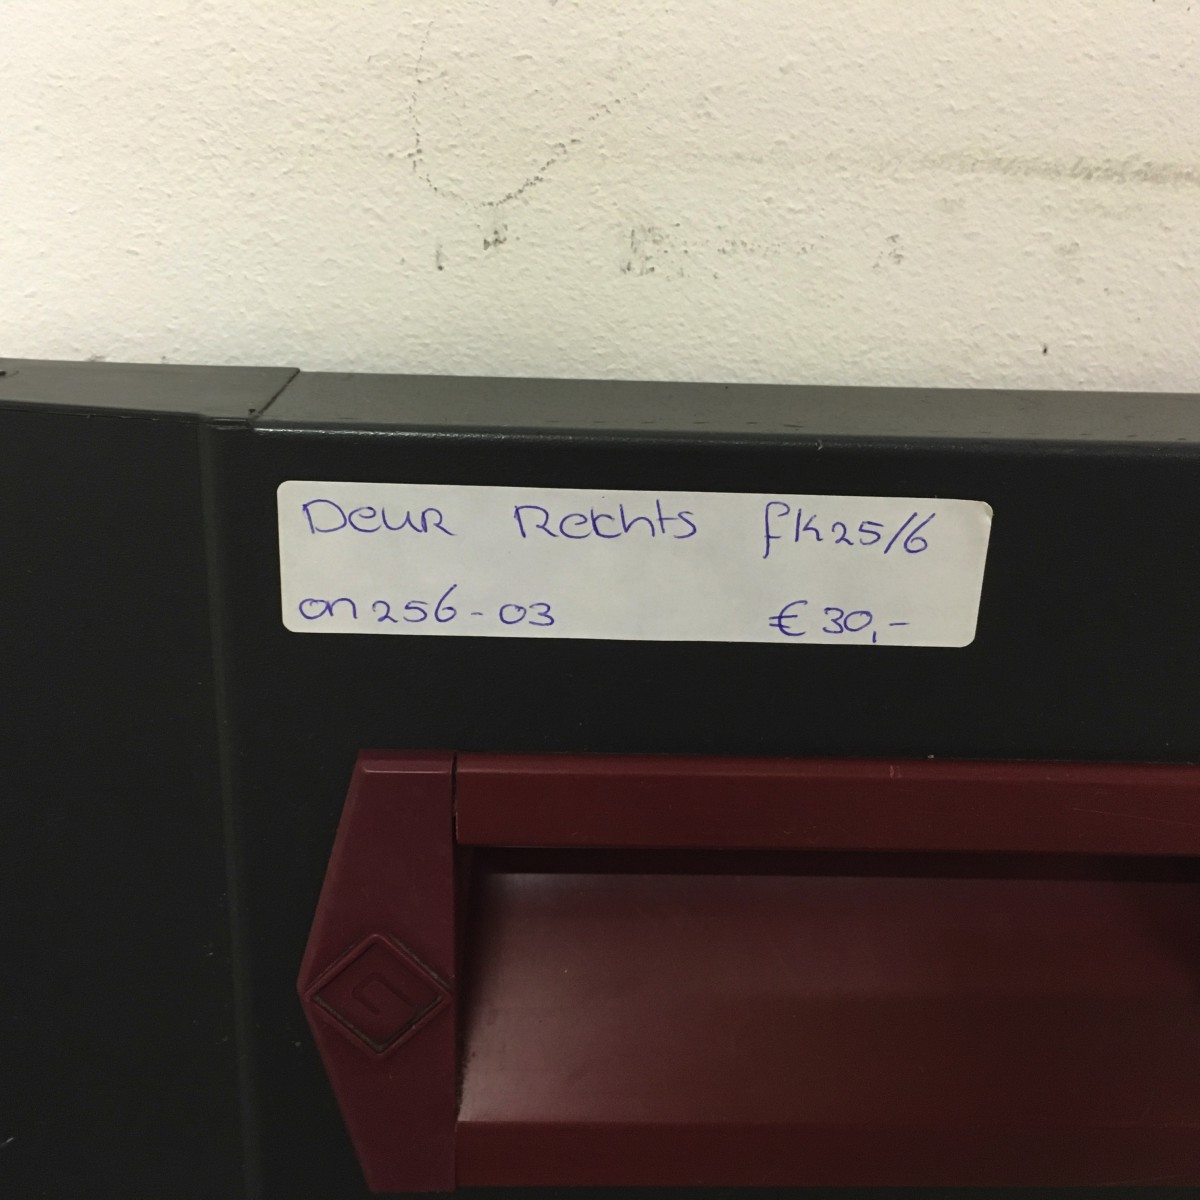 Deur Rechts fk25/6
on256-03 € 30,-